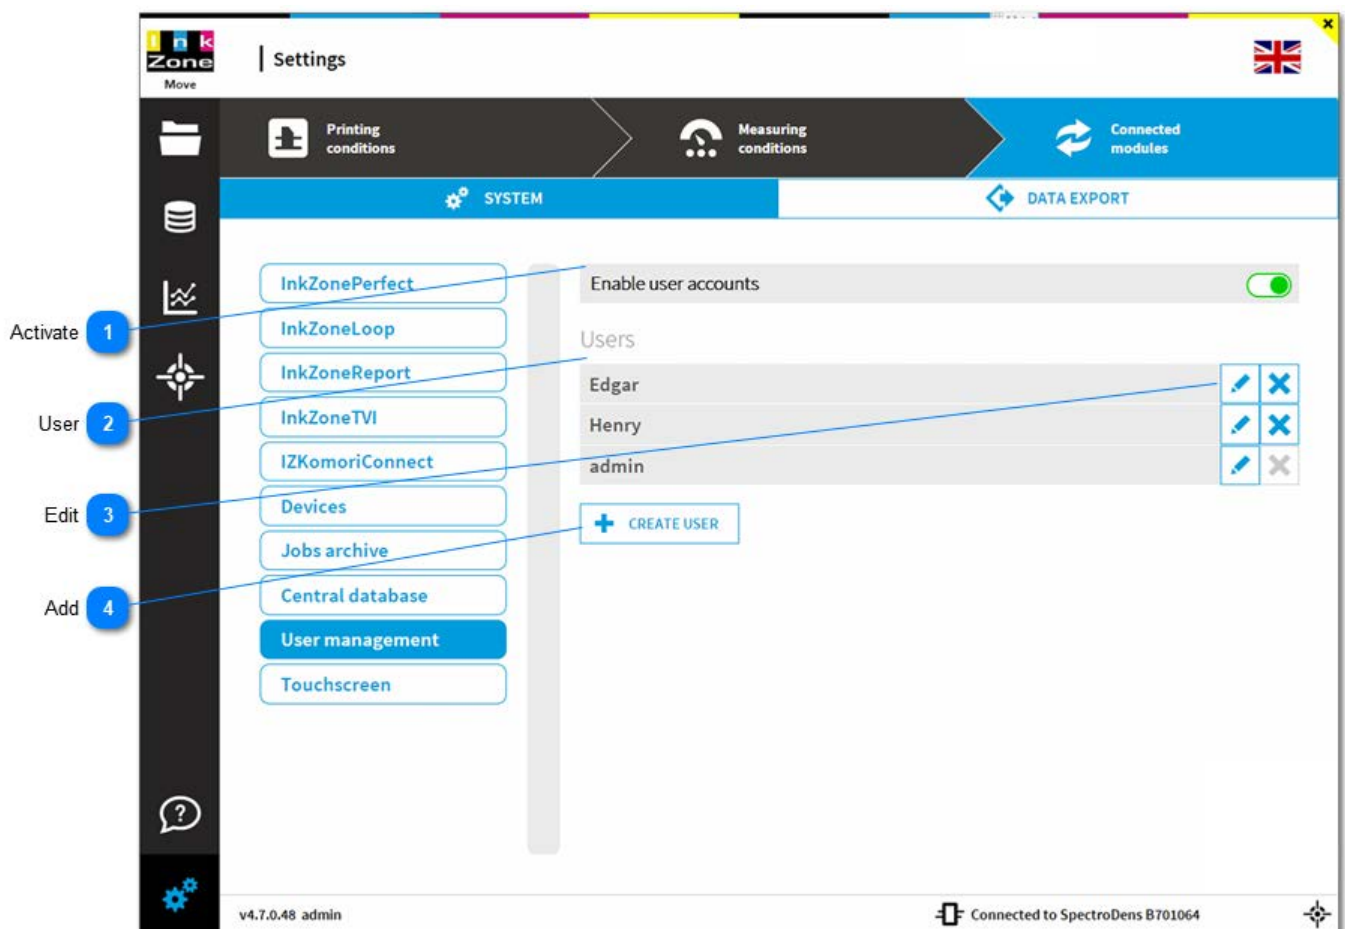 Ink
Zone
Move
Settings
Printing
conditions
Measuring
conditions
Connected
modules
SYSTEM
DATA EXPORT
InkZonePerfect
InkZoneLoop
InkZoneReport
InkZoneTVI
IZKomoriConnect
Devices
Jobs archive
Central database
User management
Touchscreen
Enable user accounts
Users
Edgar
Henry
admin
CREATE USER
Activate 1
User 2
Edit 3
Add 4
v4.7.0.48 admin
Connected to SpectroDens B701064